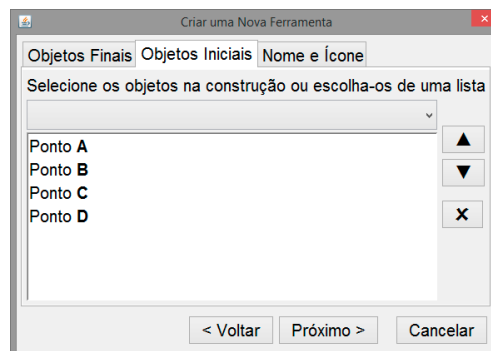 Criar uma Nova Ferramenta
Objetos Finais Objetos Iniciais Nome e Ícone
Selecione os objetos na construção ou escolha-os de uma lista
Ponto A
Ponto B
Ponto C
Ponto D
< Voltar Próximo > Cancelar